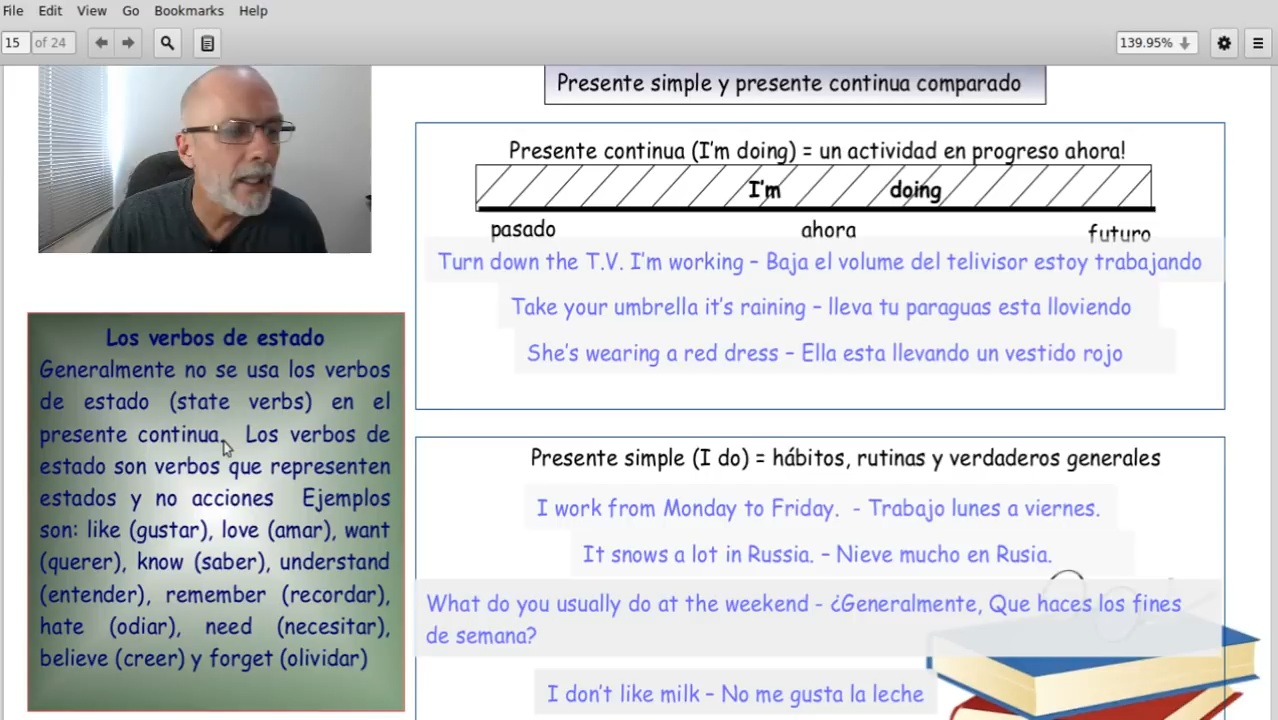 File Edit View Go Bookmarks Help
15 of 24 139.95%
Presente simple y presente continua comparado
Presente continua (I'm doing) = un actividad en progreso ahora!
I'm doing
pasado ahora futuro
Turn down the T.V. I'm working – Baja el volume del telivisor estoy trabajando
Take your umbrella it's raining – lleva tu paraguas esta lloviendo
She's wearing a red dress – Ella esta llevando un vestido rojo
Los verbos de estado
Generalmente no se usa los verbos
de estado (state verbs) en el
presente continua. Los verbos de
estado son verbos que representen
estados y no acciones Ejemplos
son: like (gustar), love (amar), want
(querer), know (saber), understand
(entender), remember (recordar),
hate (odiar), need (necesitar),
believe (creer) y forget (olividar)
Presente simple (I do) = hábitos, rutinas y verdaderos generales
I work from Monday to Friday. - Trabajo lunes a viernes.
It snows a lot in Russia. – Nieve mucho en Rusia.
What do you usually do at the weekend - ¿Generalmente, Que haces los fines
de semana?
I don't like milk – No me gusta la leche